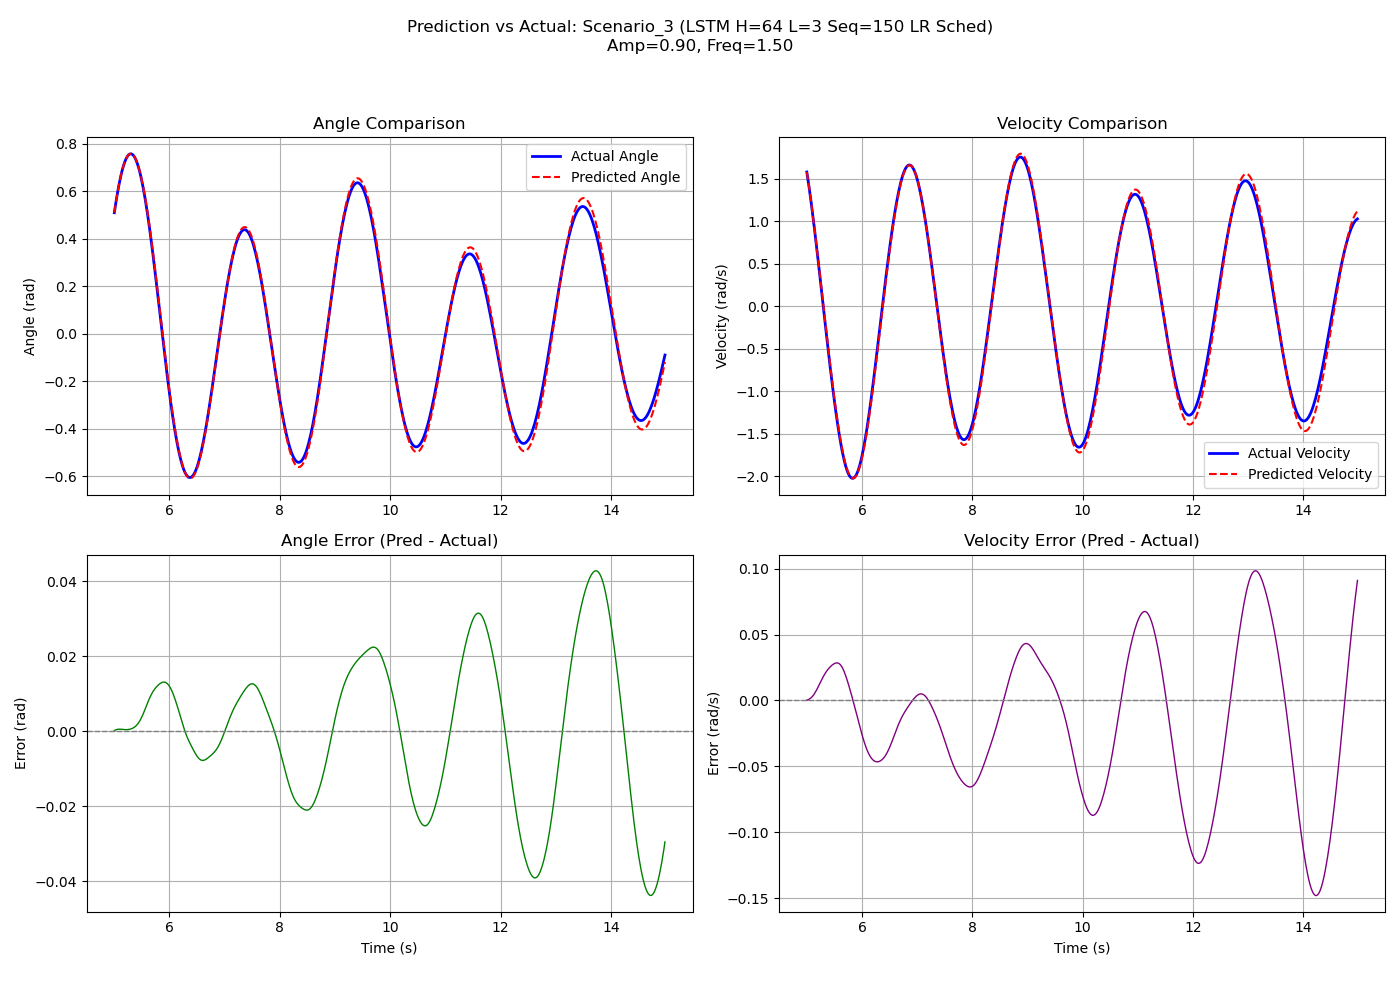 Prediction vs Actual: Scenario_3 (LSTM H=64 L=3 Seq=150 LR Sched)
Amp=0.90, Freq=1.50
Angle Comparison
Angle (rad)
0.8
0.6
0.4
0.2
0.0
−0.2
−0.4
−0.6
Actual Angle
Predicted Angle
6 8 10 12 14
Velocity Comparison
Velocity (rad/s)
1.5
1.0
0.5
0.0
−0.5
−1.0
−1.5
−2.0
Actual Velocity
Predicted Velocity
6 8 10 12 14
Angle Error (Pred - Actual)
Error (rad)
0.04
0.02
0.00
−0.02
−0.04
6 8 10 12 14
Time (s)
Velocity Error (Pred - Actual)
Error (rad/s)
0.10
0.05
0.00
−0.05
−0.10
−0.15
6 8 10 12 14
Time (s)